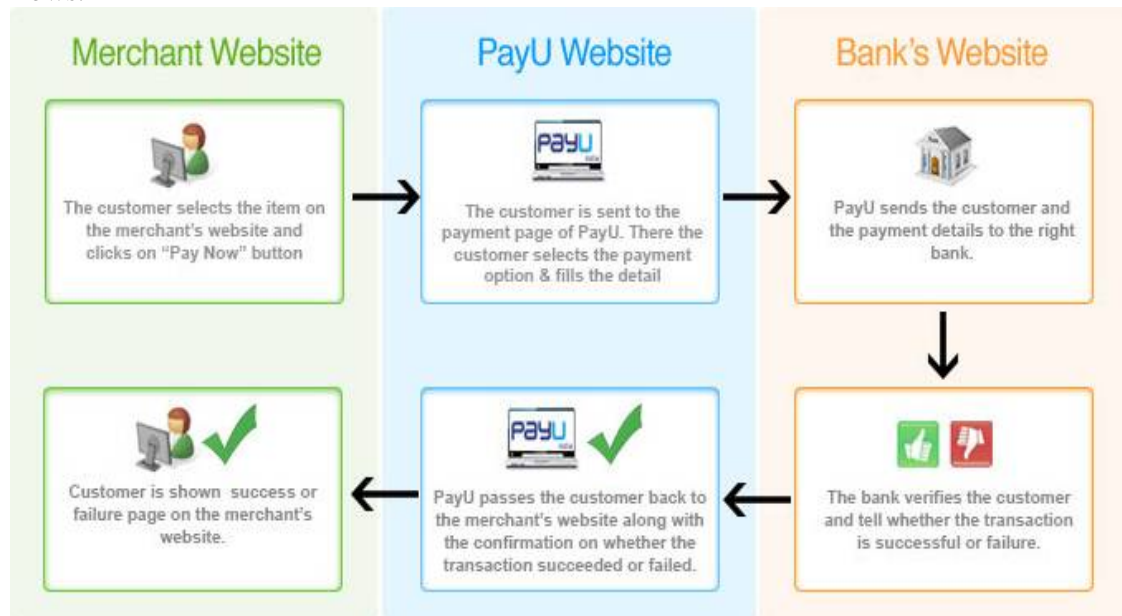 Merchant Website
PayU Website
Bank's Website
The customer selects the item on
the merchant's website and
clicks on “Pay Now” button
PayU
The customer is sent to the
payment page of PayU. There the
customer selects the payment
option & fills the detail
PayU sends the customer and
the payment details to the right
bank.
Customer is shown success or
failure page on the merchant's
website.
PayU
PayU passes the customer back to
the merchant's website along with
the confirmation on whether the
transaction succeeded or failed.
The bank verifies the customer
and tell whether the transaction
is successful or failure.